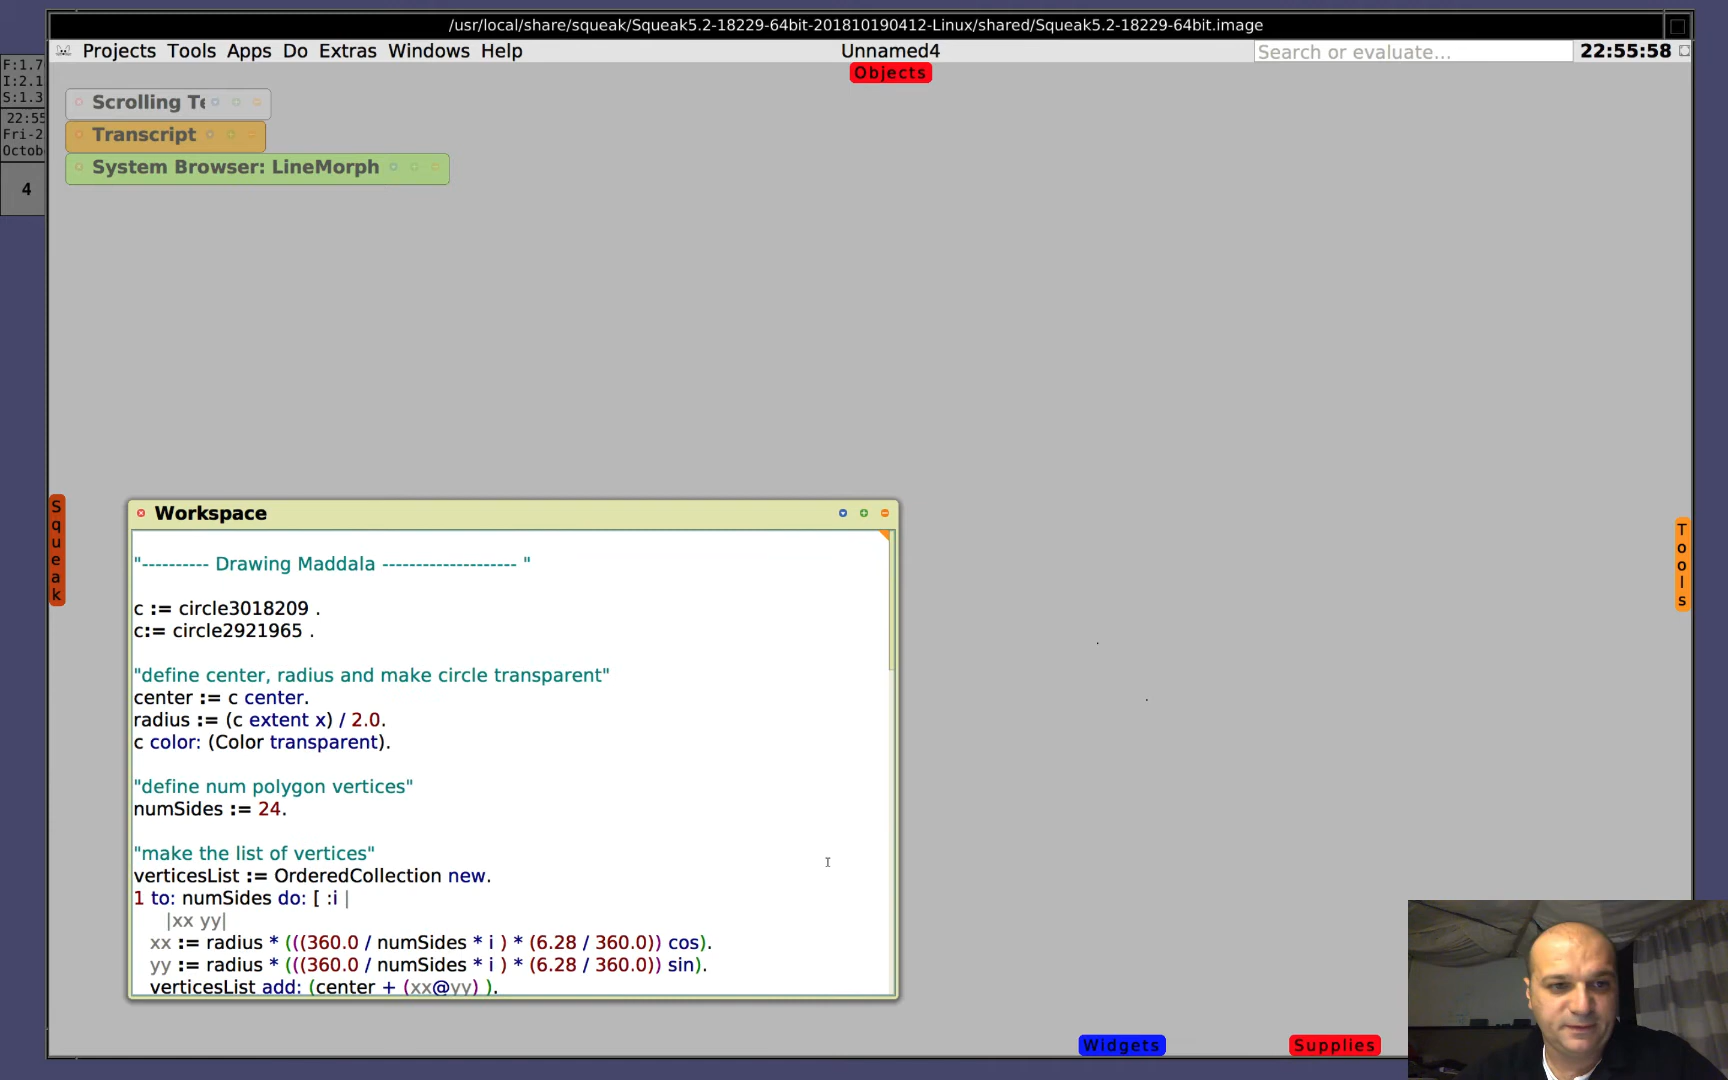 /usr/local/share/squeak/Squeak5.2-18229-64bit-201810190412-Linux/shared/Squeak5.2-18229-64bit.image
Projects Tools Apps Do Extras Windows Help Unnamed4 Search or evaluate... 22:55:58
Objects
F:1.7
I:2.1
S:1.3
22:55
Fri-2
Octob
4
Scrolling Te
Transcript
System Browser: LineMorph
Squeak
Tools
Workspace
"---------- Drawing Maddala -------------------- "
c := circle3018209 .
c:= circle2921965 .
"define center, radius and make circle transparent"
center := c center.
radius := (c extent x) / 2.0.
c color: (Color transparent).
"define num polygon vertices"
numSides := 24.
"make the list of vertices"
verticesList := OrderedCollection new.
1 to: numSides do: [ :i |
|xx yy|
xx := radius * (((360.0 / numSides * i ) * (6.28 / 360.0)) cos).
yy := radius * (((360.0 / numSides * i ) * (6.28 / 360.0)) sin).
verticesList add: (center + (xx@yy) ).
Widgets
Supplies